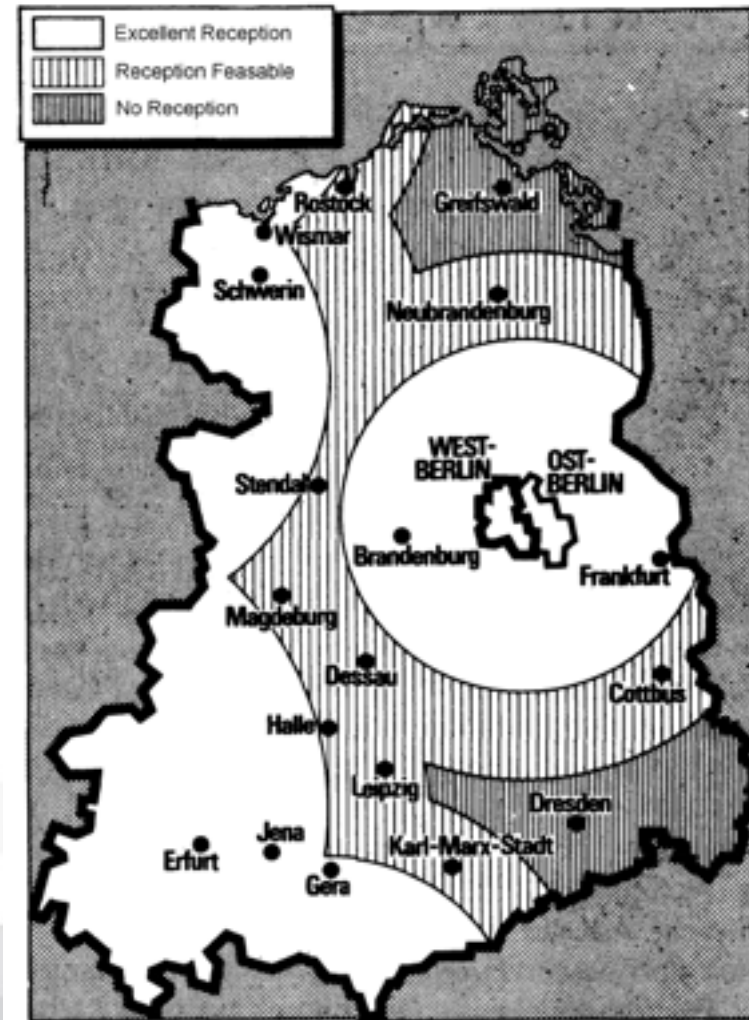 Excellent Reception
Reception Feasable
No Reception
Rostock
Greifswald
Wismar
Schwerin
Neubrandenburg
WEST-
BERLIN
OST-
BERLIN
Stendal
Brandenburg
Frankfurt
Magdeburg
Dessau
Cottbus
Halle
Leipzig
Dresden
Jena
Karl-Marx-Stadt
Erfurt
Gera